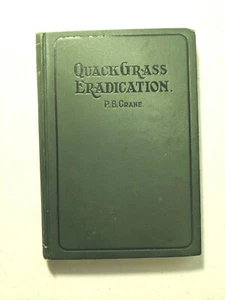 QUACK GRASS
ERADICATION.
P. B. CRANE.